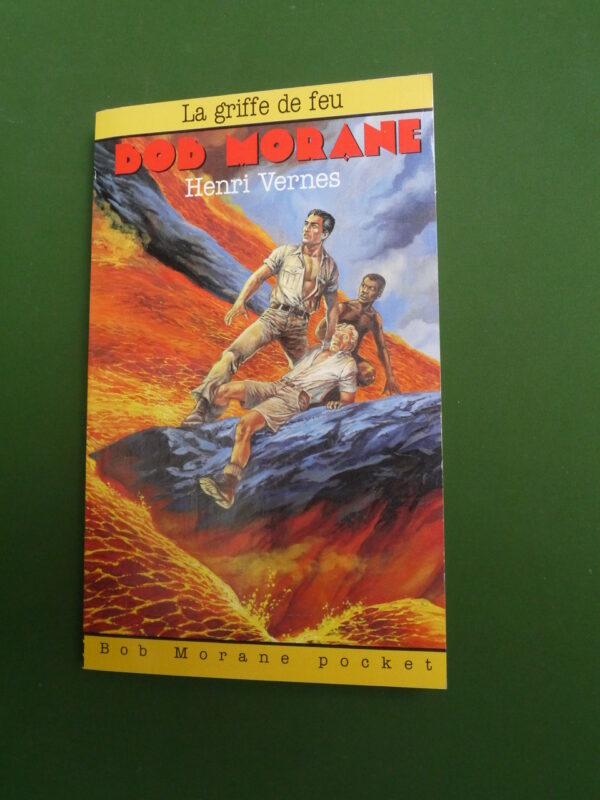 La griffe de feu
BOB MORANE
Henri Vernes
Bob Morane pocket